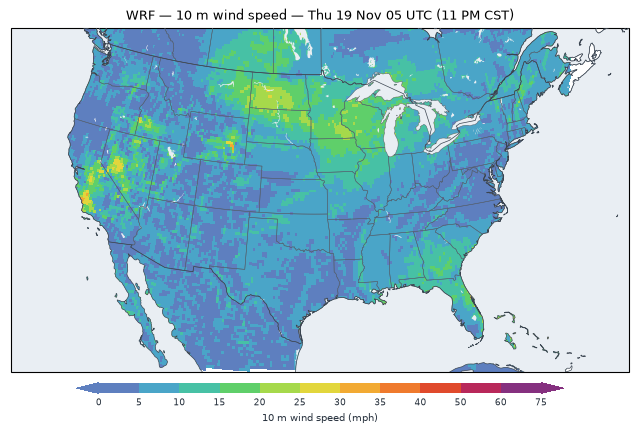 WRF — 10 m wind speed — Thu 19 Nov 05 UTC (11 PM CST)
0 5 10 15 20 25 30 35 40 50 60 75
10 m wind speed (mph)